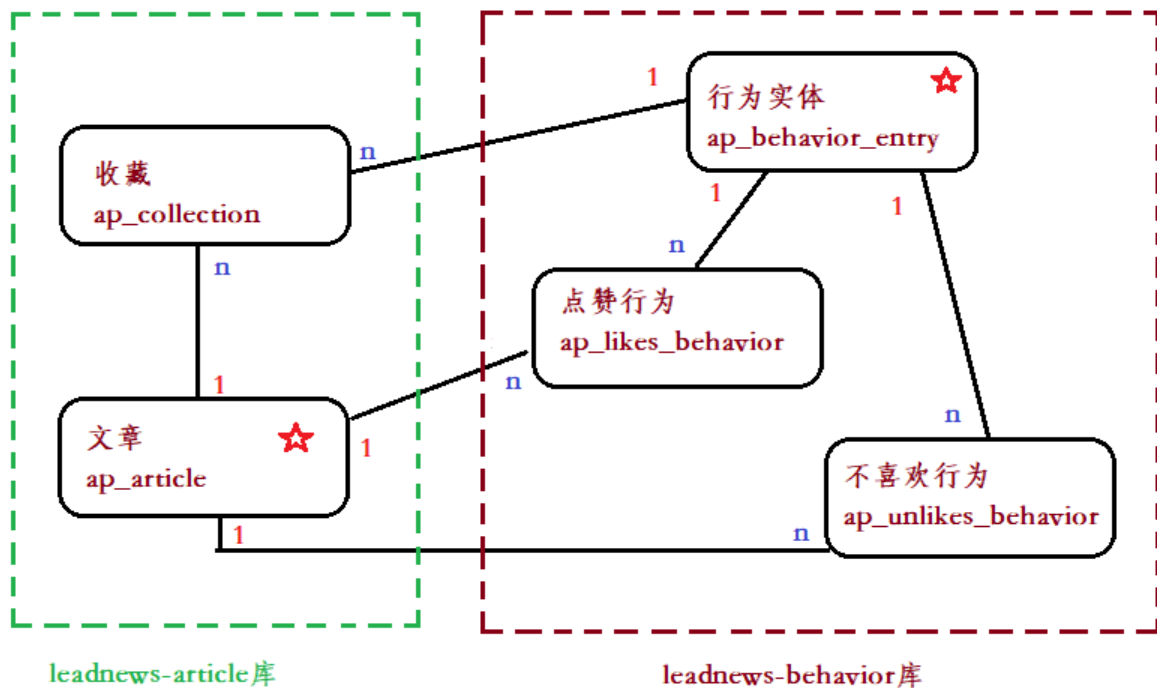 收藏
ap_collection
n
1
行为实体
ap_behavior_entry
n
1
1
1
n
点赞行为
ap_likes_behavior
n
文章
ap_article
1
1
n
不喜欢行为
ap_unlikes_behavior
n
leadnews-article库
leadnews-behavior库